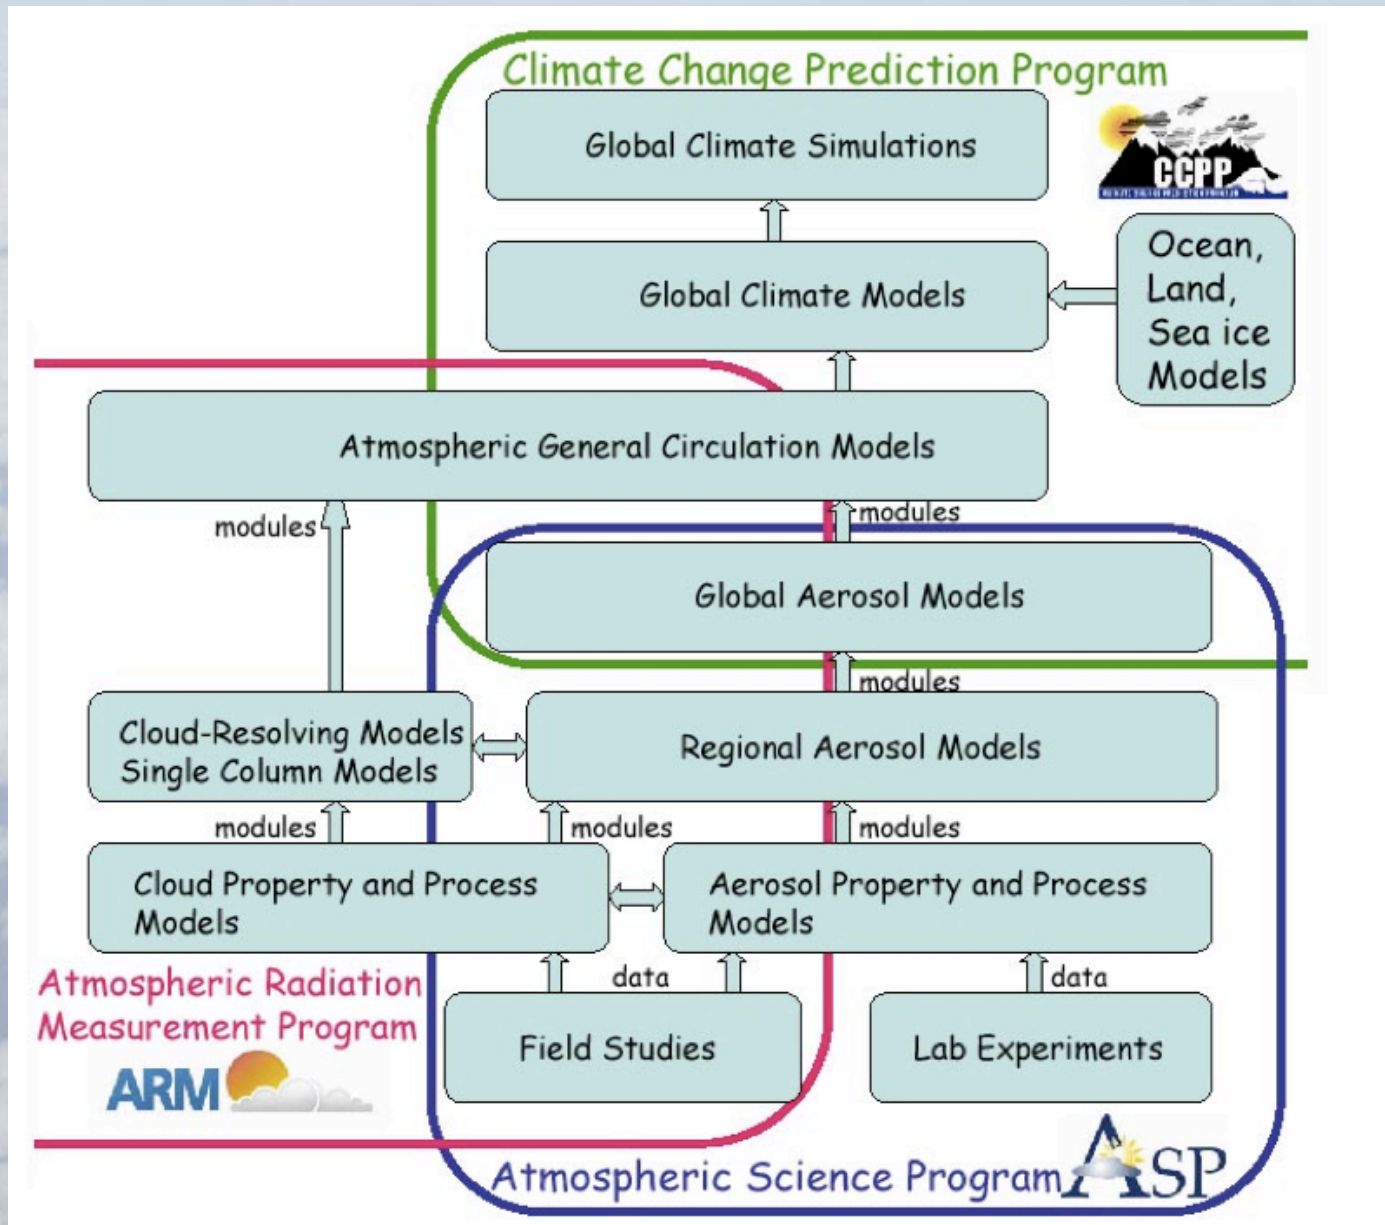 Climate Change Prediction Program
Global Climate Simulations
CCPP
Global Climate Models
Ocean,
Land,
Sea ice
Models
Atmospheric General Circulation Models
modules
modules
Global Aerosol Models
modules
Cloud-Resolving Models
Single Column Models
Regional Aerosol Models
modules
modules
modules
Cloud Property and Process
Models
Aerosol Property and Process
Models
data
data
Atmospheric Radiation
Measurement Program
ARM
Field Studies
Lab Experiments
Atmospheric Science Program
ASP